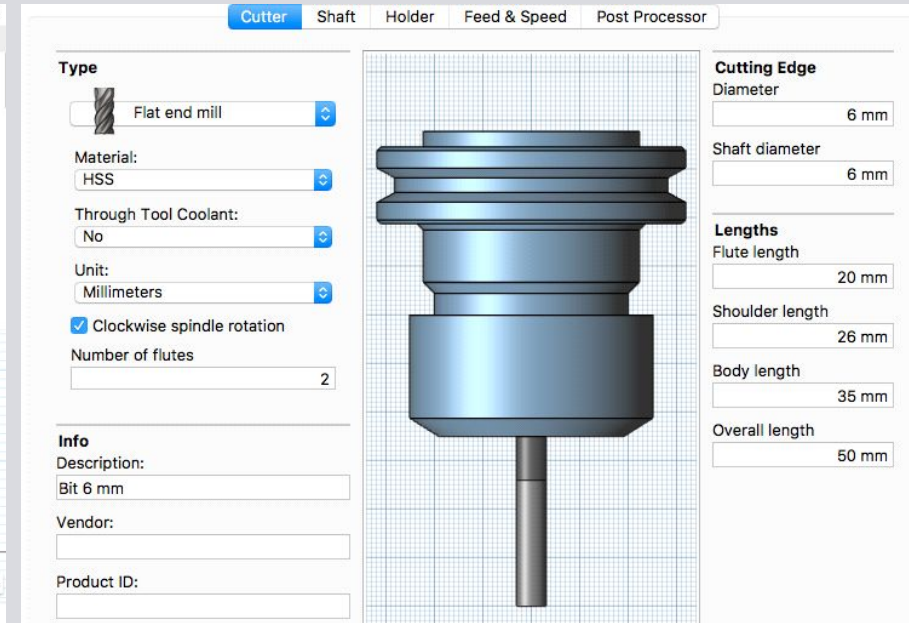 Cutter Shaft Holder Feed & Speed Post Processor
Type
Flat end mill
Material:
HSS
Through Tool Coolant:
No
Unit:
Millimeters
Clockwise spindle rotation
Number of flutes
2
Info
Description:
Bit 6 mm
Vendor:
Product ID:
Cutting Edge
Diameter
6 mm
Shaft diameter
6 mm
Lengths
Flute length
20 mm
Shoulder length
26 mm
Body length
35 mm
Overall length
50 mm